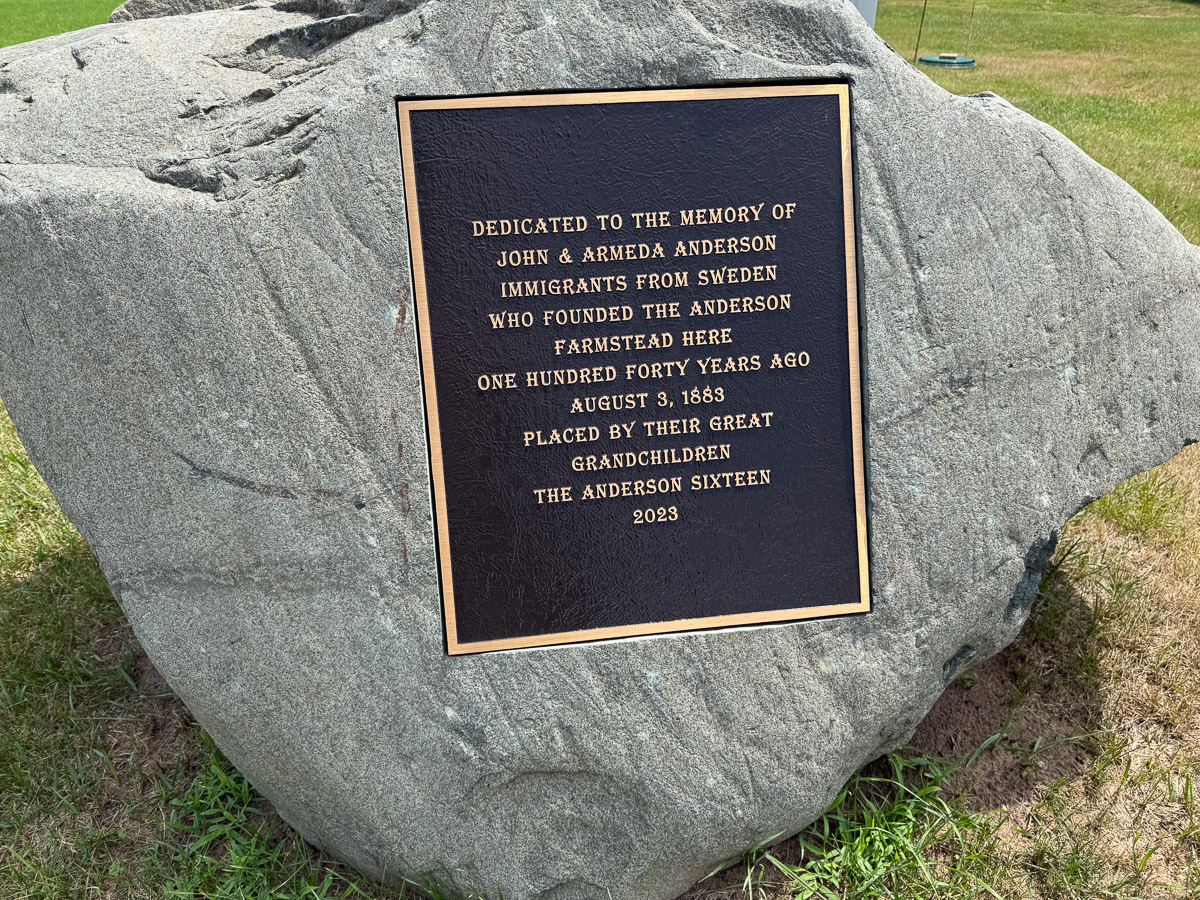 DEDICATED TO THE MEMORY OF
JOHN & ARMEDA ANDERSON
IMMIGRANTS FROM SWEDEN
WHO FOUNDED THE ANDERSON
FARMSTEAD HERE
ONE HUNDRED FORTY YEARS AGO
AUGUST 3, 1883
PLACED BY THEIR GREAT
GRANDCHILDREN
THE ANDERSON SIXTEEN
2023